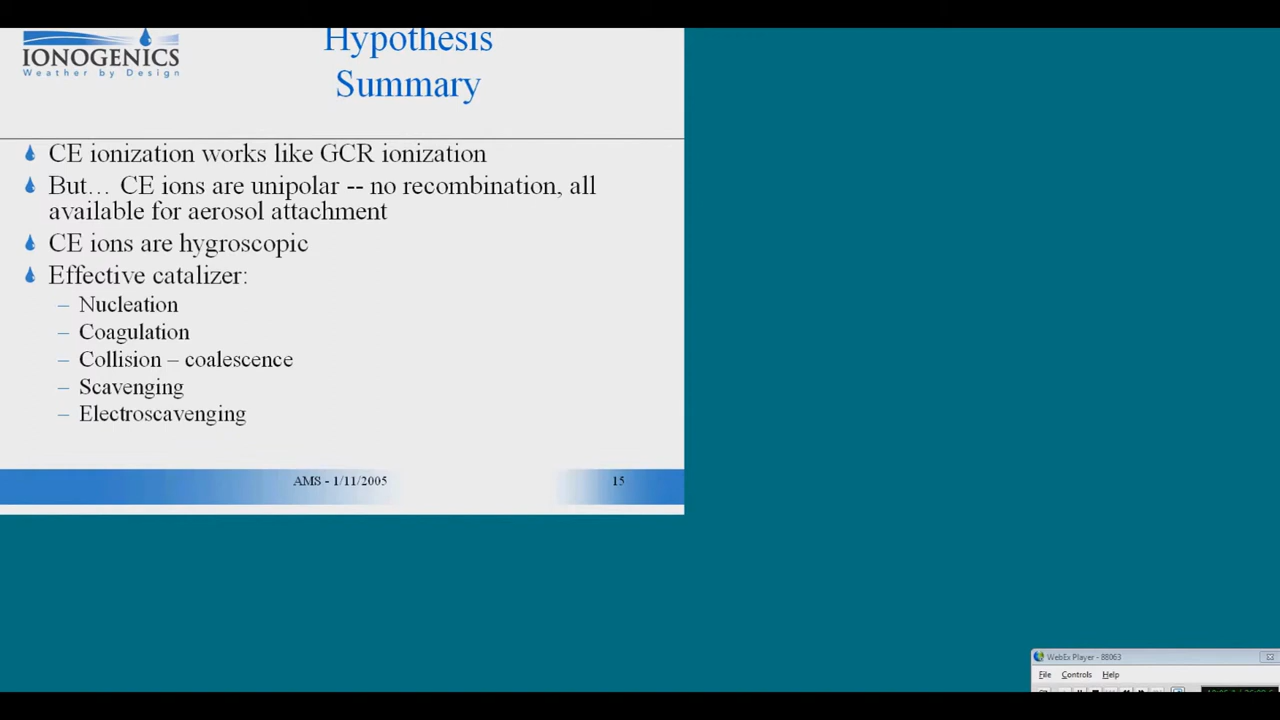 IONOGENICS
Weather by Design
Hypothesis
Summary
CE ionization works like GCR ionization
But… CE ions are unipolar -- no recombination, all
available for aerosol attachment
CE ions are hygroscopic
Effective catalizer:
– Nucleation
– Coagulation
– Collision – coalescence
– Scavenging
– Electroscavenging
AMS - 1/11/2005
15
WebEx Player - 88063
File Controls Help